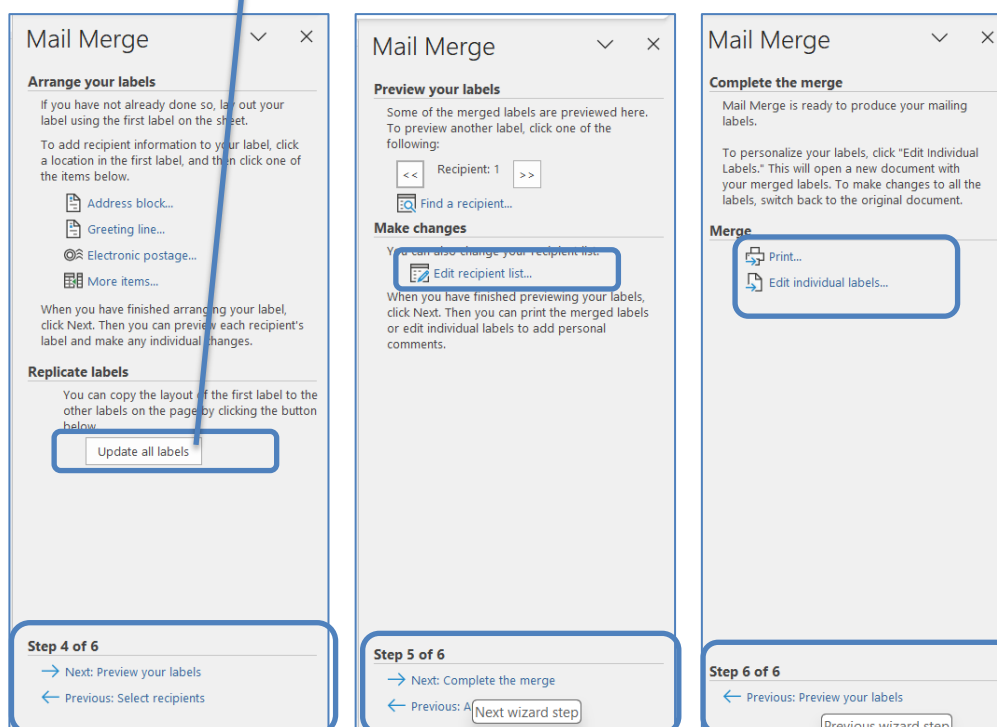 Mail Merge
Arrange your labels
If you have not already done so, lay out your
label using the first label on the sheet.
To add recipient information to your label, click
a location in the first label, and then click one of
the items below.
Address block...
Greeting line...
Electronic postage...
More items...
When you have finished arranging your label,
click Next. Then you can preview each recipient's
label and make any individual changes.
Replicate labels
You can copy the layout of the first label to the
other labels on the page by clicking the button
below.
Update all labels
Step 4 of 6
Next: Preview your labels
Previous: Select recipients
Mail Merge
Preview your labels
Some of the merged labels are previewed here.
To preview another label, click one of the
following:
<< Recipient: 1 >>
Find a recipient...
Make changes
You can also change your recipient list:
Edit recipient list...
When you have finished previewing your labels,
click Next. Then you can print the merged labels
or edit individual labels to add personal
comments.
Step 5 of 6
Next: Complete the merge
Previous: A
Next wizard step
Mail Merge
Complete the merge
Mail Merge is ready to produce your mailing
labels.
To personalize your labels, click "Edit Individual
Labels." This will open a new document with
your merged labels. To make changes to all the
labels, switch back to the original document.
Merge
Print...
Edit individual labels...
Step 6 of 6
Previous: Preview your labels
Previous wizard step